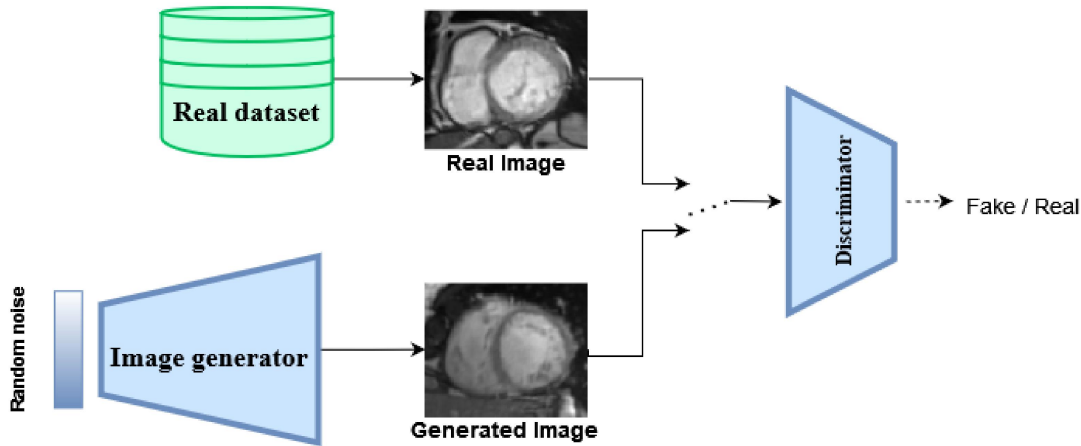 Real dataset
Real Image
Discriminator
Fake / Real
Random noise
Image generator
Generated Image